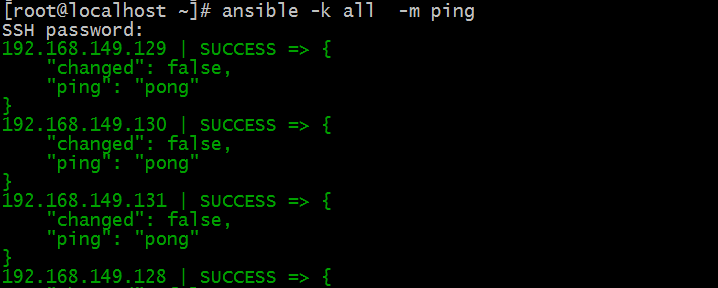 [root@localhost ~]# ansible -k all  -m ping
SSH password:
192.168.149.129 | SUCCESS => {
    "changed": false,
    "ping": "pong"
}
192.168.149.130 | SUCCESS => {
    "changed": false,
    "ping": "pong"
}
192.168.149.131 | SUCCESS => {
    "changed": false,
    "ping": "pong"
}
192.168.149.128 | SUCCESS => {